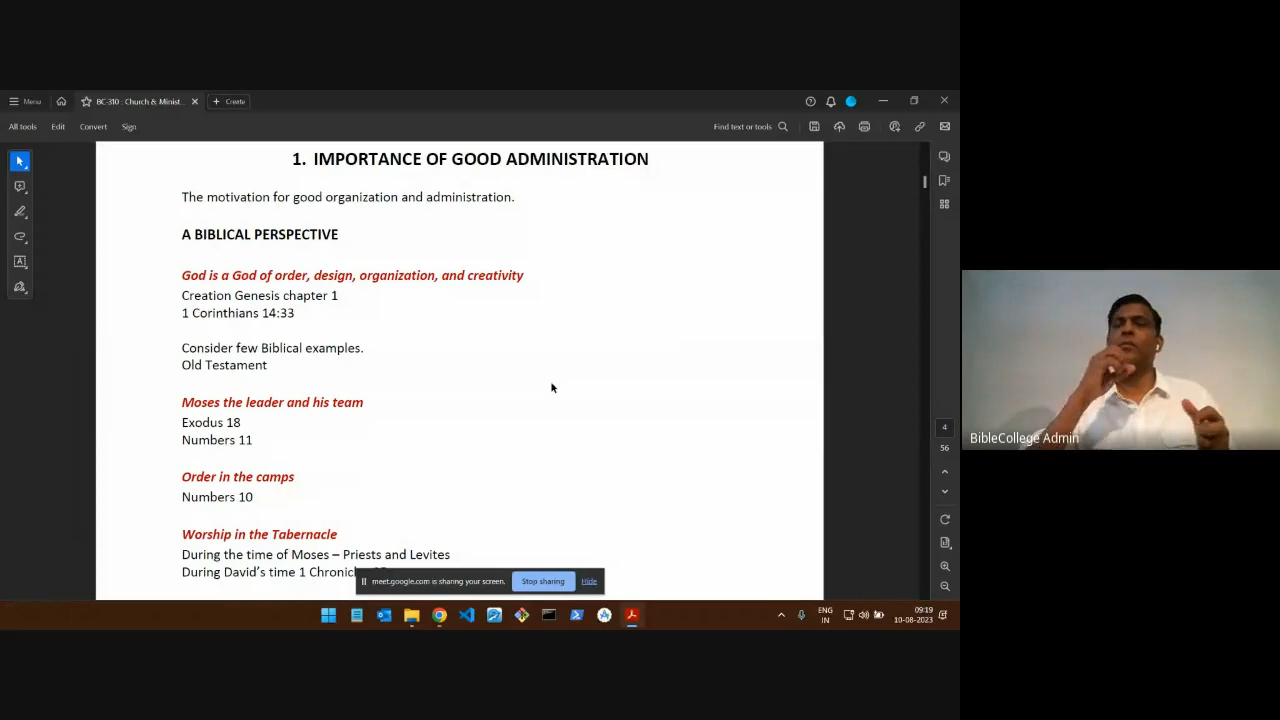 Menu
BC-310 : Church & Minist...
Create
All tools
Edit
Convert
Sign
Find text or tools
1. IMPORTANCE OF GOOD ADMINISTRATION
The motivation for good organization and administration.
A BIBLICAL PERSPECTIVE
God is a God of order, design, organization, and creativity
Creation Genesis chapter 1
1 Corinthians 14:33
Consider few Biblical examples.
Old Testament
Moses the leader and his team
Exodus 18
Numbers 11
Order in the camps
Numbers 10
Worship in the Tabernacle
During the time of Moses – Priests and Levites
During David's time 1 Chronic
meet.google.com is sharing your screen.
Stop sharing
Hide
4
56
BibleCollege Admin
ENG
IN
09:19
10-08-2023